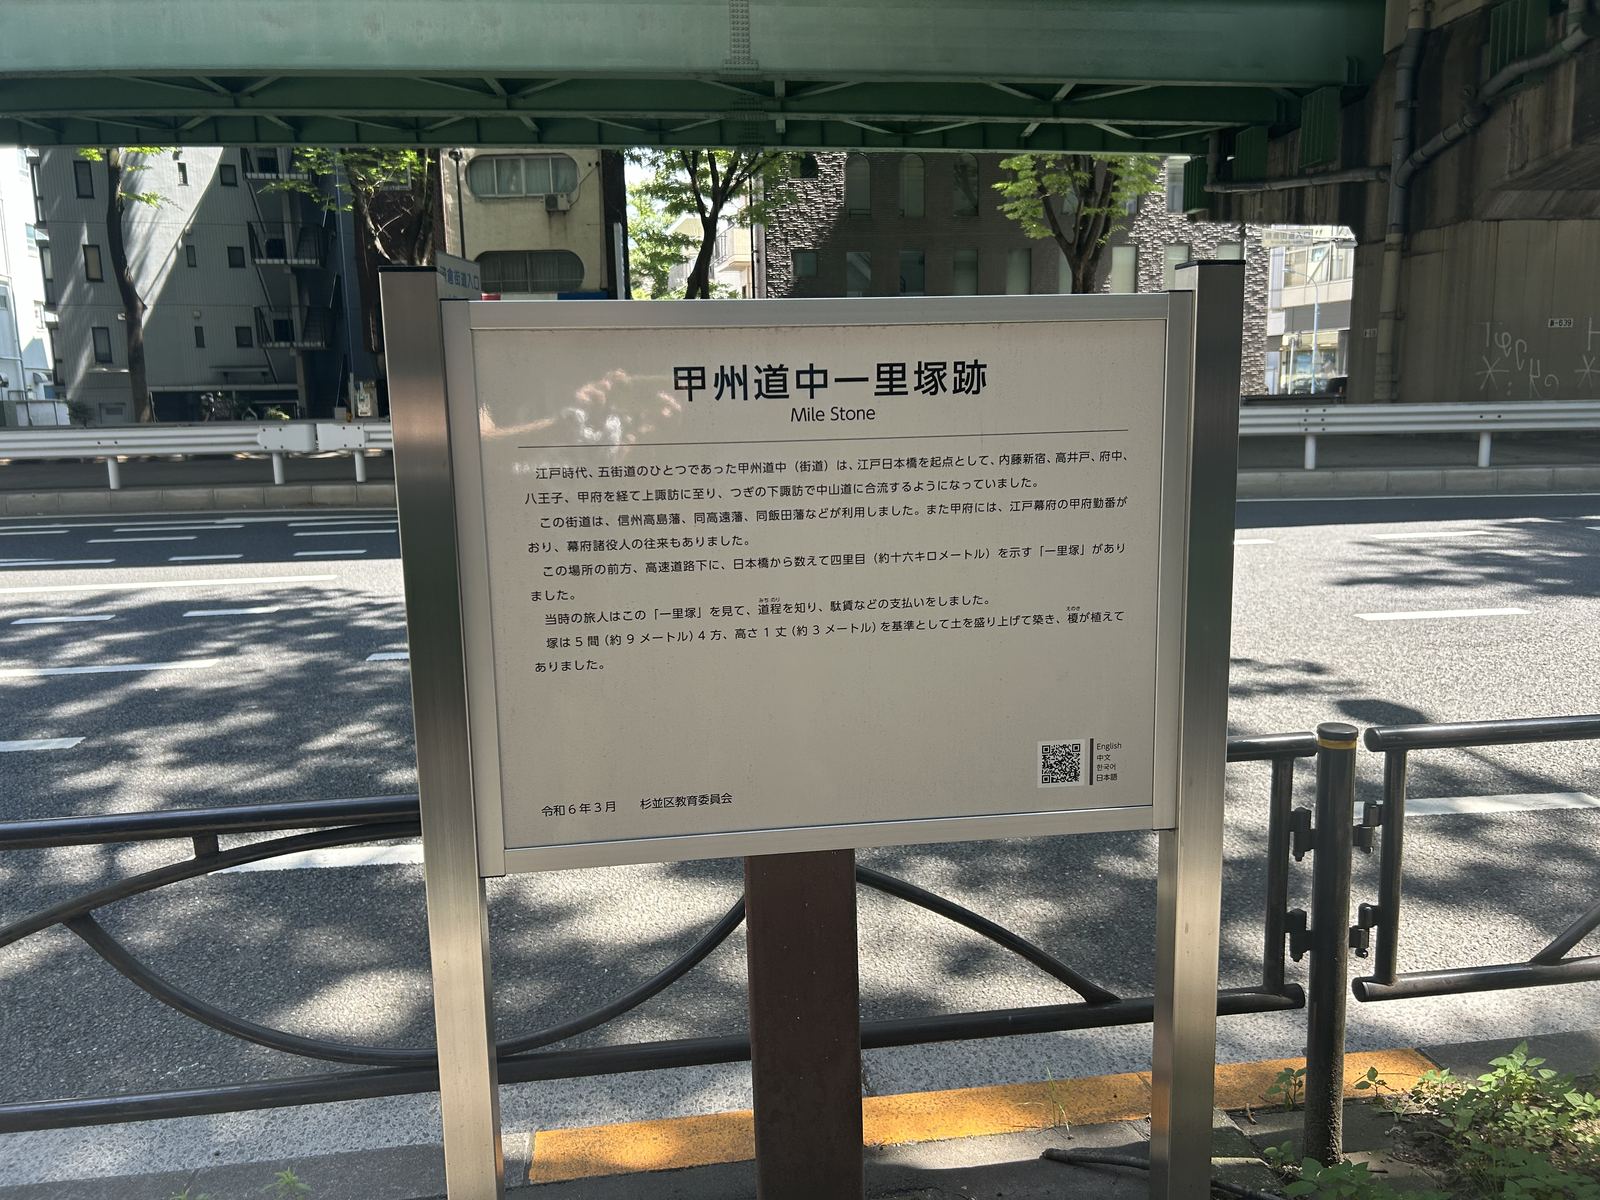 甲州道中一里塚跡
Mile Stone
江戸時代、五街道のひとつであった甲州道中（街道）は、江戸日本橋を起点として、内藤新宿、高井戸、府中、
八王子、甲府を経て上諏訪に至り、つぎの下諏訪で中山道に合流するようになっていました。
この街道は、信州高島藩、同高遠藩、同飯田藩などが利用しました。また甲府には、江戸幕府の甲府勤番が
おり、幕府諸役人の往来もありました。
この場所の前方、高速道路下に、日本橋から数えて四里目（約十六キロメートル）を示す「一里塚」があり
ました。
みち のり
当時の旅人はこの「一里塚」を見て、道程を知り、駄賃などの支払いをしました。
えのき
塚は5間（約9メートル）4方、高さ1丈（約3メートル）を基準として土を盛り上げて築き、榎が植えて
ありました。
English
中文
한국어
日本語
令和6年3月　杉並区教育委員会
倉街道入口